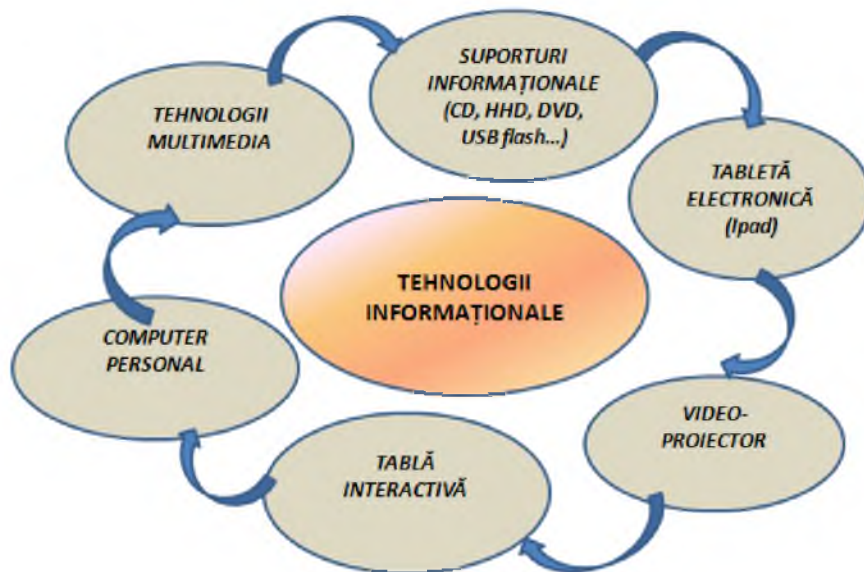 SUPORTURI
INFORMAȚIONALE
(CD, HHD, DVD,
USB flash...)
TEHNOLOGII
MULTIMEDIA
TABLETĂ
ELECTRONICĂ
(Ipad)
TEHNOLOGII
INFORMAȚIONALE
COMPUTER
PERSONAL
VIDEO-
PROIECTOR
TABLĂ
INTERACTIVĂ